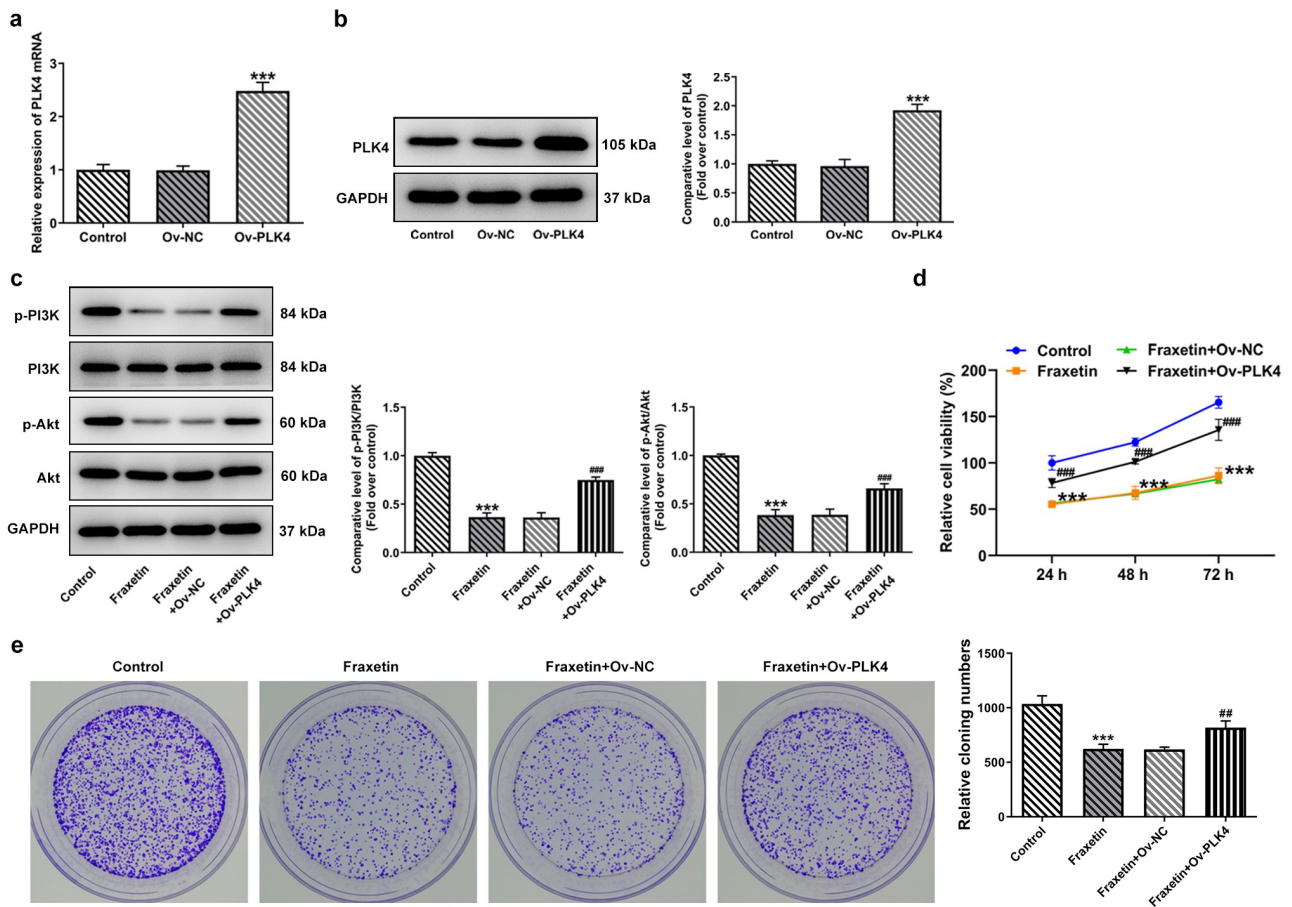 a
Relative expression of PLK4 mRNA
3
2
1
0
***
Control
Ov-NC
Ov-PLK4
b
PLK4
105 kDa
GAPDH
37 kDa
Control
Ov-NC
Ov-PLK4
Comparative level of PLK4
(Fold over control)
2.5
2.0
1.5
1.0
0.5
0.0
***
Control
Ov-NC
Ov-PLK4
c
p-PI3K
84 kDa
PI3K
84 kDa
p-Akt
60 kDa
Akt
60 kDa
GAPDH
37 kDa
Control
Fraxetin
Fraxetin
+Ov-NC
Fraxetin
+Ov-PLK4
Comparative level of p-PI3K/PI3K
(Fold over control)
1.5
1.0
0.5
0.0
***
###
Control
Fraxetin
Fraxetin
+Ov-NC
Fraxetin
+Ov-PLK4
Comparative level of p-Akt/Akt
(Fold over control)
1.5
1.0
0.5
0.0
***
###
Control
Fraxetin
Fraxetin
+Ov-NC
Fraxetin
+Ov-PLK4
d
Control
Fraxetin+Ov-NC
Fraxetin
Fraxetin+Ov-PLK4
Relative cell viability (%)
200
150
100
50
0
###
###
###
***
***
***
24 h
48 h
72 h
e
Control
Fraxetin
Fraxetin+Ov-NC
Fraxetin+Ov-PLK4
Relative cloning numbers
1500
1000
500
0
***
##
Control
Fraxetin
Fraxetin+Ov-NC
Fraxetin+Ov-PLK4